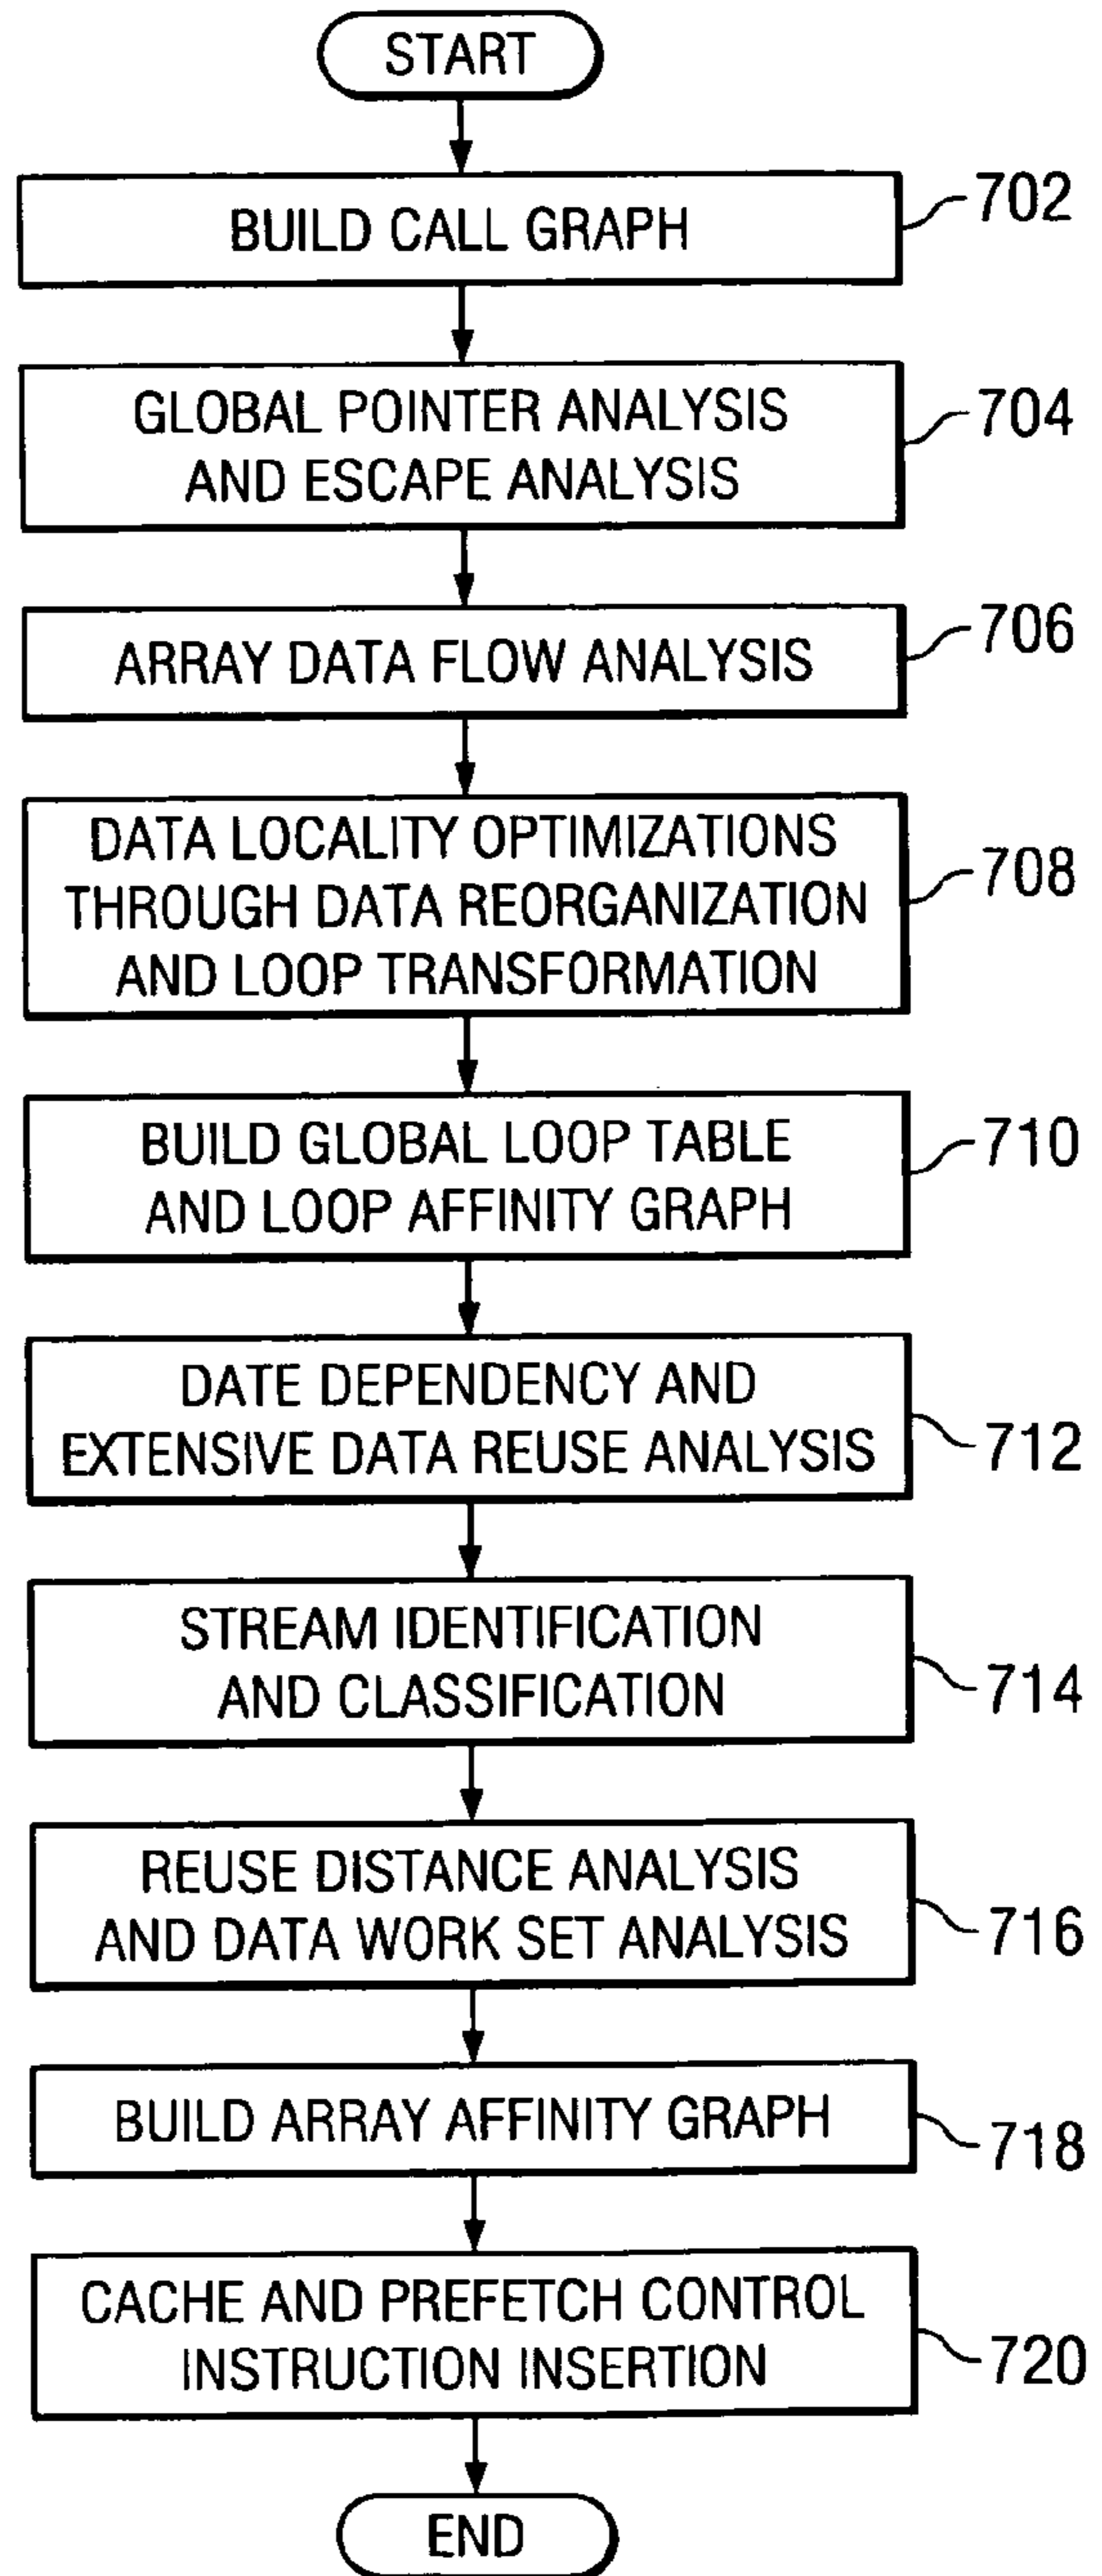 START
BUILD CALL GRAPH
702
GLOBAL POINTER ANALYSIS
AND ESCAPE ANALYSIS
704
ARRAY DATA FLOW ANALYSIS
706
DATA LOCALITY OPTIMIZATIONS
THROUGH DATA REORGANIZATION
AND LOOP TRANSFORMATION
708
BUILD GLOBAL LOOP TABLE
AND LOOP AFFINITY GRAPH
710
DATE DEPENDENCY AND
EXTENSIVE DATA REUSE ANALYSIS
712
STREAM IDENTIFICATION
AND CLASSIFICATION
714
REUSE DISTANCE ANALYSIS
AND DATA WORK SET ANALYSIS
716
BUILD ARRAY AFFINITY GRAPH
718
CACHE AND PREFETCH CONTROL
INSTRUCTION INSERTION
720
END